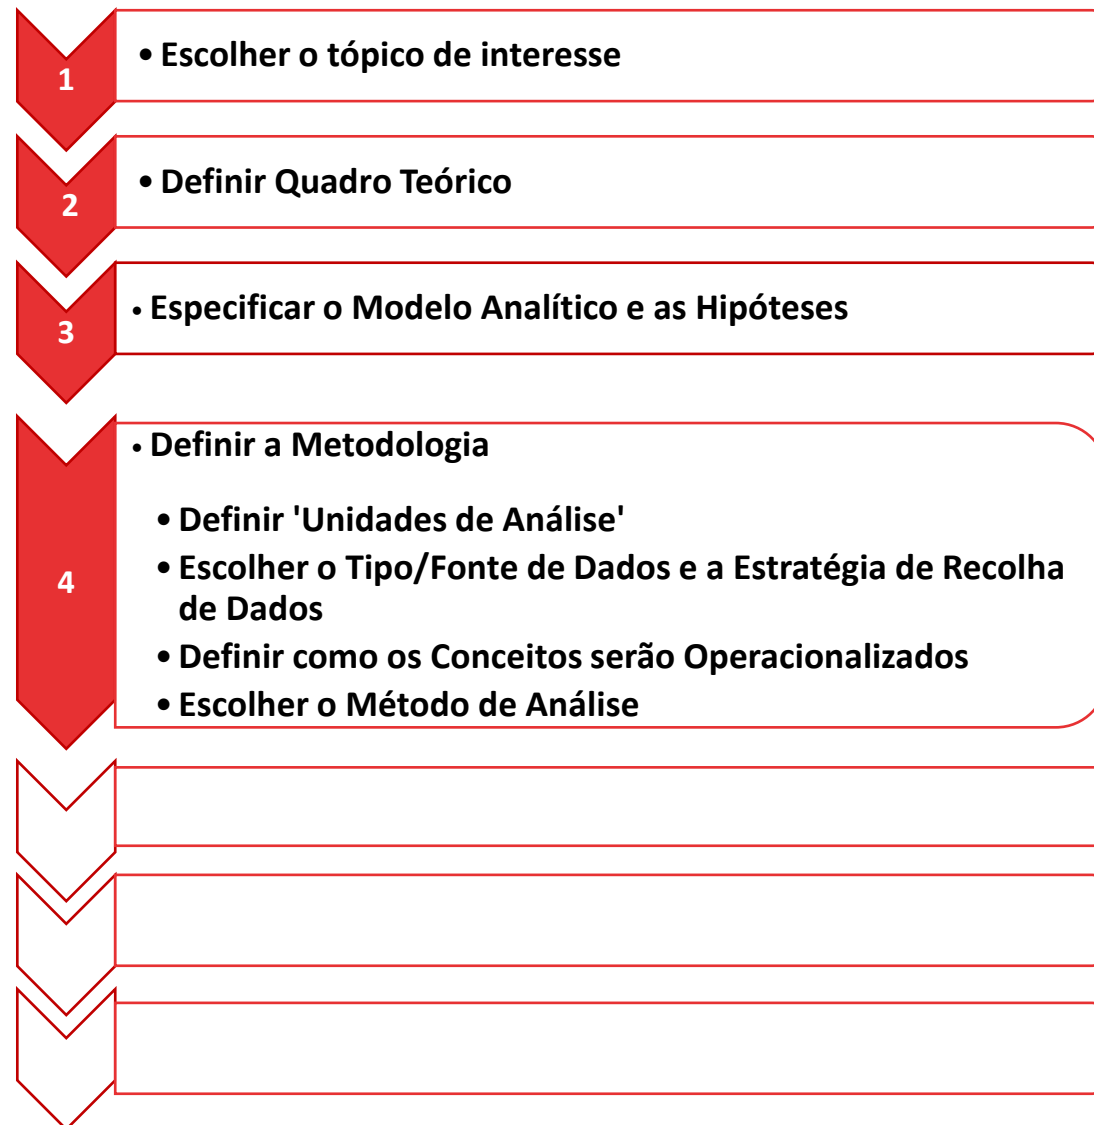 1
• Escolher o tópico de interesse
2
• Definir Quadro Teórico
3
• Especificar o Modelo Analítico e as Hipóteses
4
• Definir a Metodologia
• Definir 'Unidades de Análise'
• Escolher o Tipo/Fonte de Dados e a Estratégia de Recolha
de Dados
• Definir como os Conceitos serão Operacionalizados
• Escolher o Método de Análise